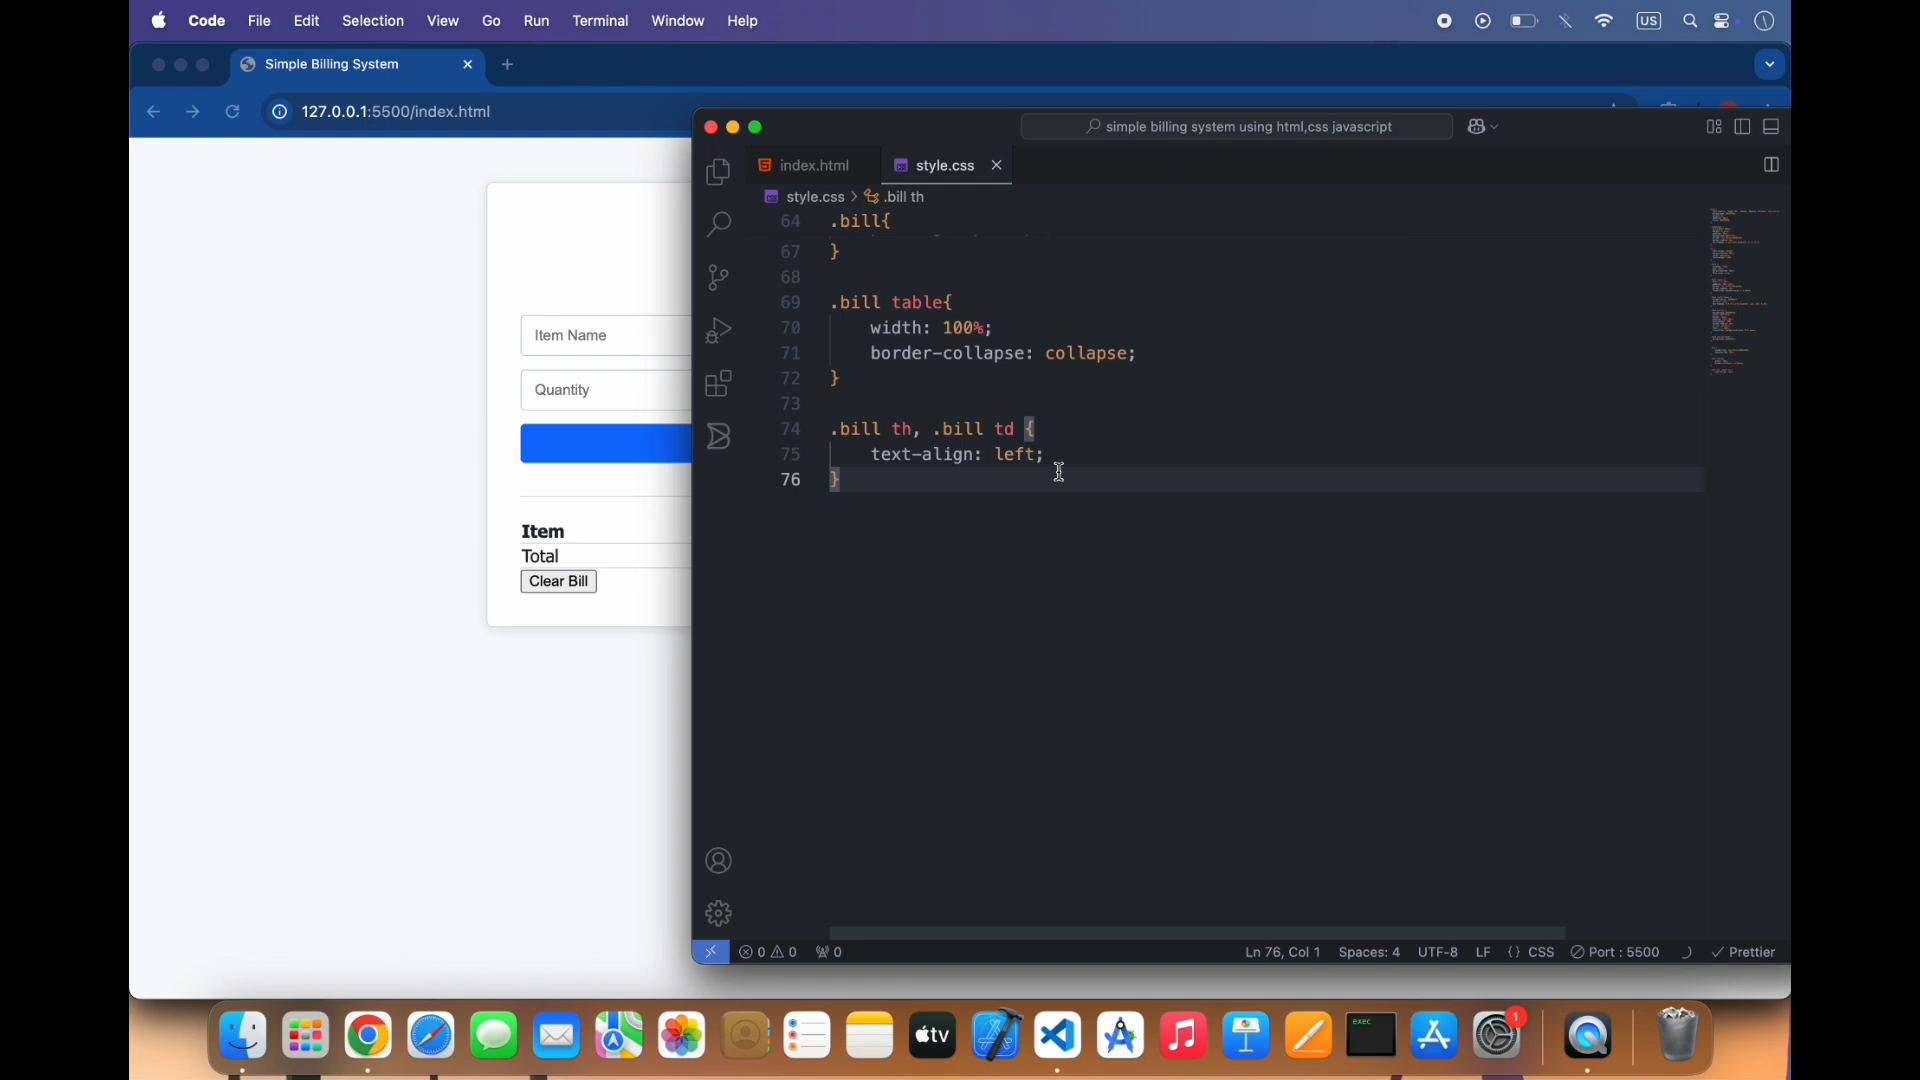 Code File Edit Selection View Go Run Terminal Window Help
US
Simple Billing System
127.0.0.1:5500/index.html
simple billing system using html,css javascript
index.html
style.css
style.css > .bill th
64 .bill{
67 }
68
69 .bill table{
70 width: 100%;
71 border-collapse: collapse;
72 }
73
74 .bill th, .bill td {
75 text-align: left;
76 }
Item Name
Quantity
Item
Total
Clear Bill
0 0 0
Ln 76, Col 1 Spaces: 4 UTF-8 LF {} CSS Port : 5500 Prettier
tv
exec
1